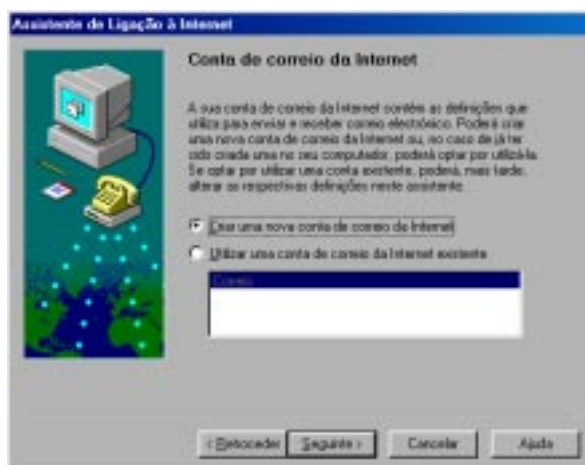 Assistente de Ligação à Internet
Conta de correio da Internet
A sua conta de correio da Internet contém as definições que
utiliza para enviar e receber correio electrónico. Poderá criar
uma nova conta de correio da Internet ou, no caso de já ter
sido criada uma no seu computador, poderá optar por utilizá-la.
Se optar por utilizar uma conta existente, poderá, mais tarde,
alterar as respectivas definições neste assistente.
Criar uma nova conta de correio da Internet
Utilizar uma conta de correio da Internet existente
Correio
< Retroceder Seguinte > Cancelar Ajuda